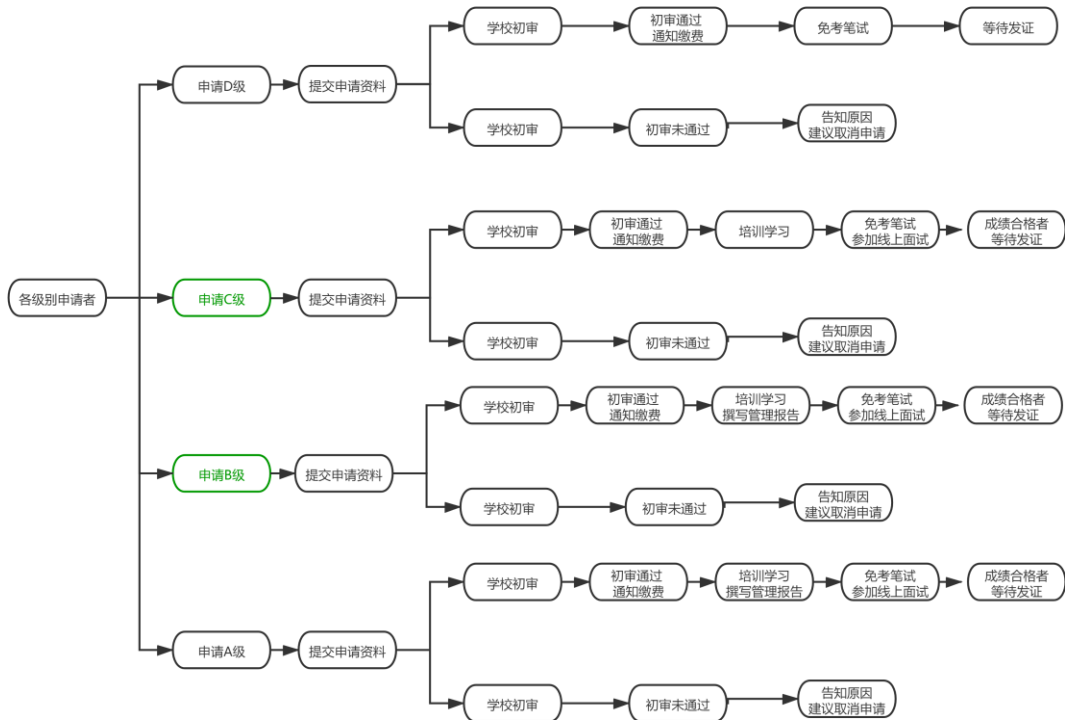 学校初审
初审通过
通知缴费
免考笔试
等待发证
申请D级
提交申请资料
学校初审
初审未通过
告知原因
建议取消申请
学校初审
初审通过
通知缴费
培训学习
免考笔试
参加线上面试
成绩合格者
等待发证
各级别申请者
申请C级
提交申请资料
学校初审
初审未通过
告知原因
建议取消申请
学校初审
初审通过
通知缴费
培训学习
撰写管理报告
免考笔试
参加线上面试
成绩合格者
等待发证
申请B级
提交申请资料
学校初审
初审未通过
告知原因
建议取消申请
学校初审
初审通过
通知缴费
培训学习
撰写管理报告
免考笔试
参加线上面试
成绩合格者
等待发证
申请A级
提交申请资料
学校初审
初审未通过
告知原因
建议取消申请